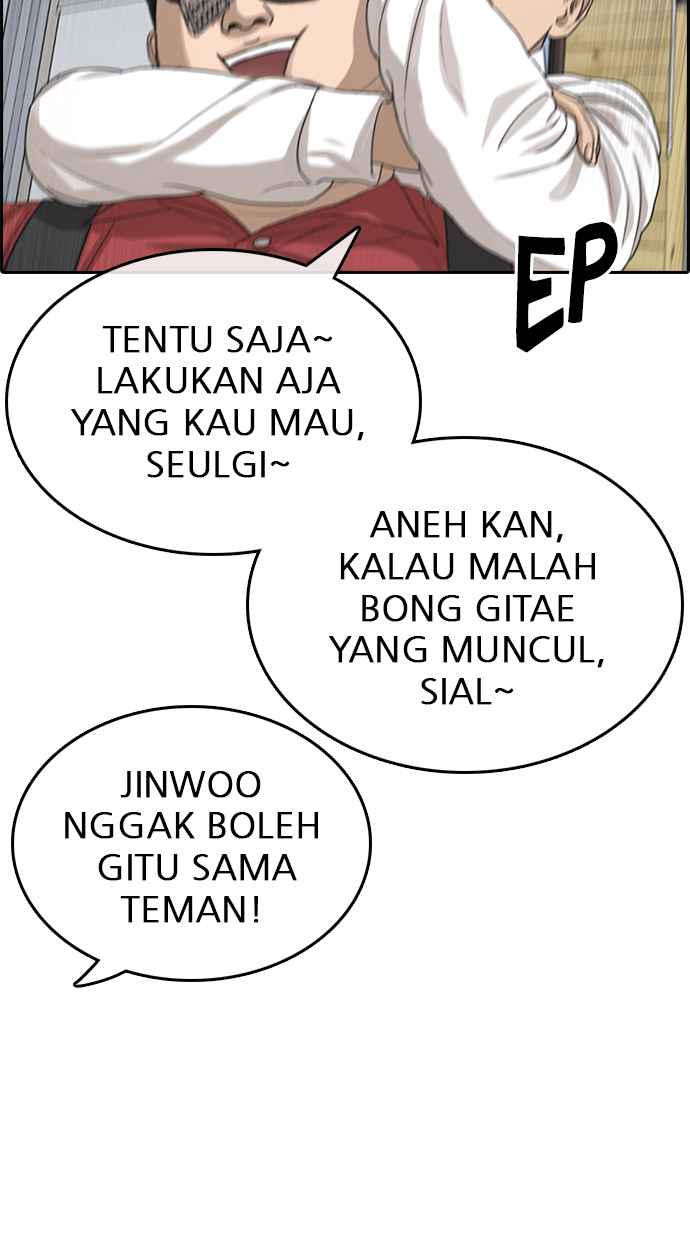 EP
TENTU SAJA~
LAKUKAN AJA
YANG KAU MAU,
SEULGI~
ANEH KAN,
KALAU MALAH
BONG GITAE
YANG MUNCUL,
SIAL~
JINWOO
NGGAK BOLEH
GITU SAMA
TEMAN!